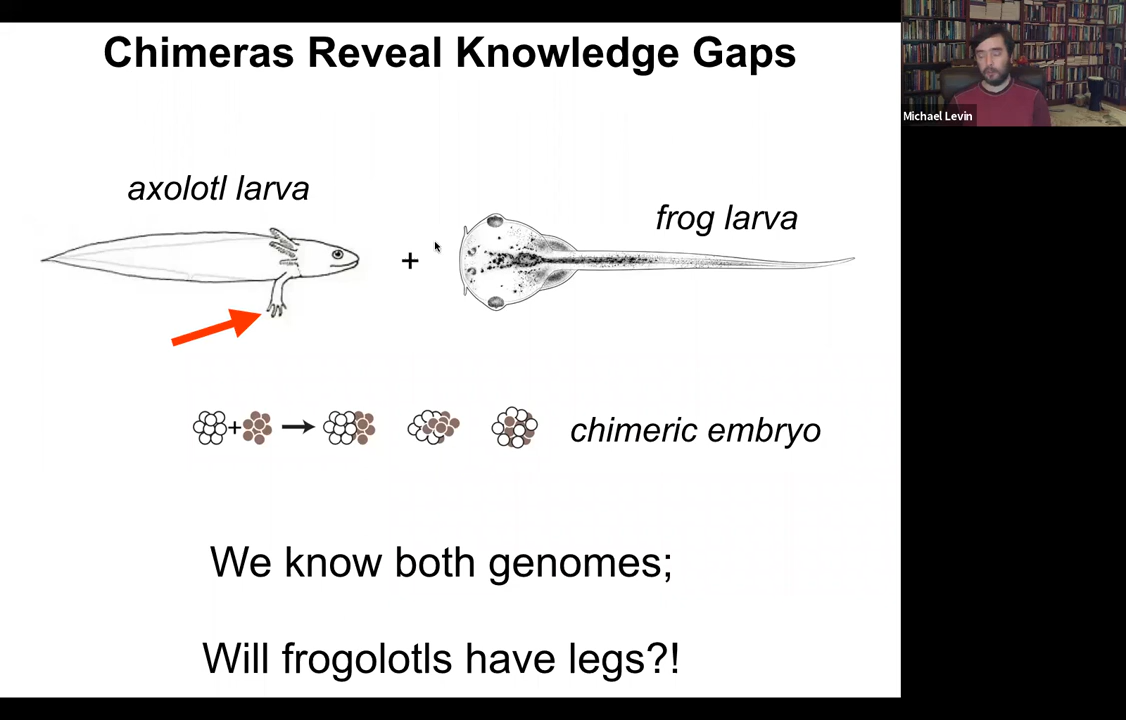 Chimeras Reveal Knowledge Gaps
Michael Levin
axolotl larva
frog larva
+
+
chimeric embryo
We know both genomes;
Will frogolotls have legs?!